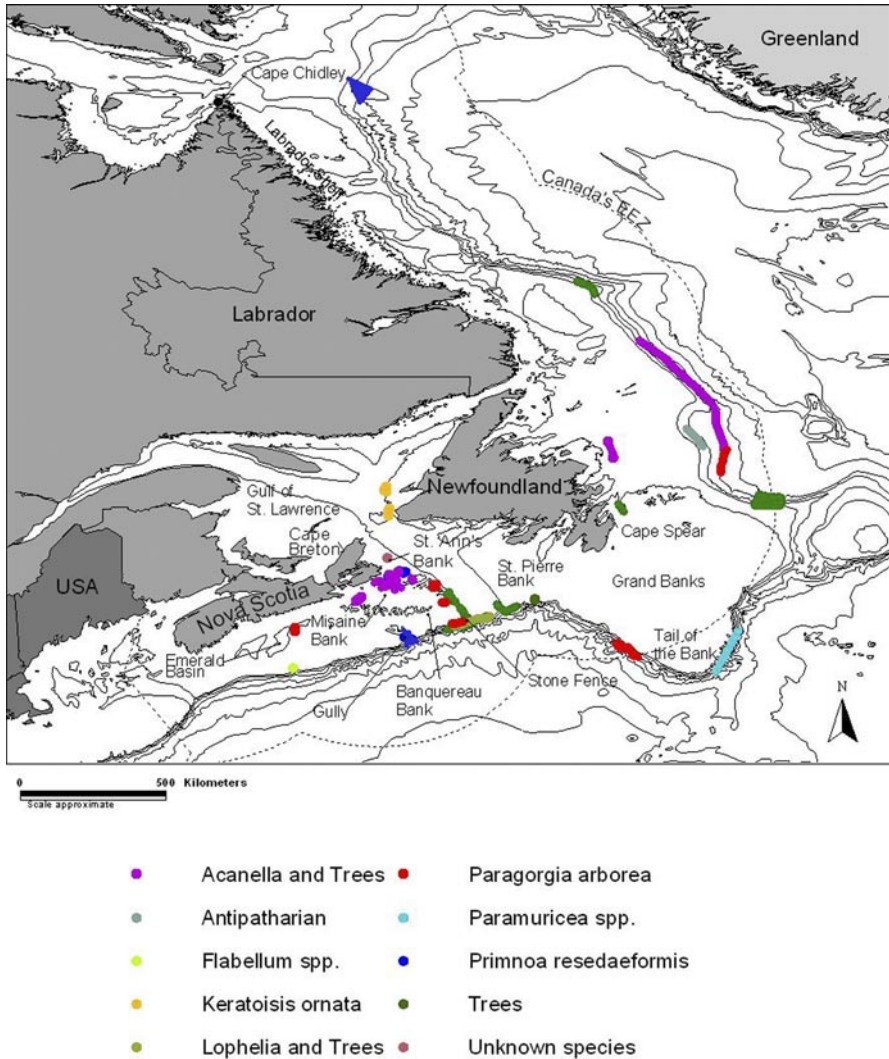 Greenland
Cape Chidley
Labrador Shelf
Canada's EEZ
Labrador
Newfoundland
Gulf of
St. Lawrence
Cape
Breton
St. Ann's
Bank
St. Pierre
Bank
Cape Spear
Grand Banks
USA
Nova Scotia
Misaine
Bank
Emerald
Basin
Tail of
the Bank
Stone Fence
Banquereau
Bank
Gully
N
0 500 Kilometers
Scale approximate
Acanella and Trees
Paragorgia arborea
Antipatharian
Paramuricea spp.
Flabellum spp.
Primnoa resedaeformis
Keratoisis ornata
Trees
Lophelia and Trees
Unknown species